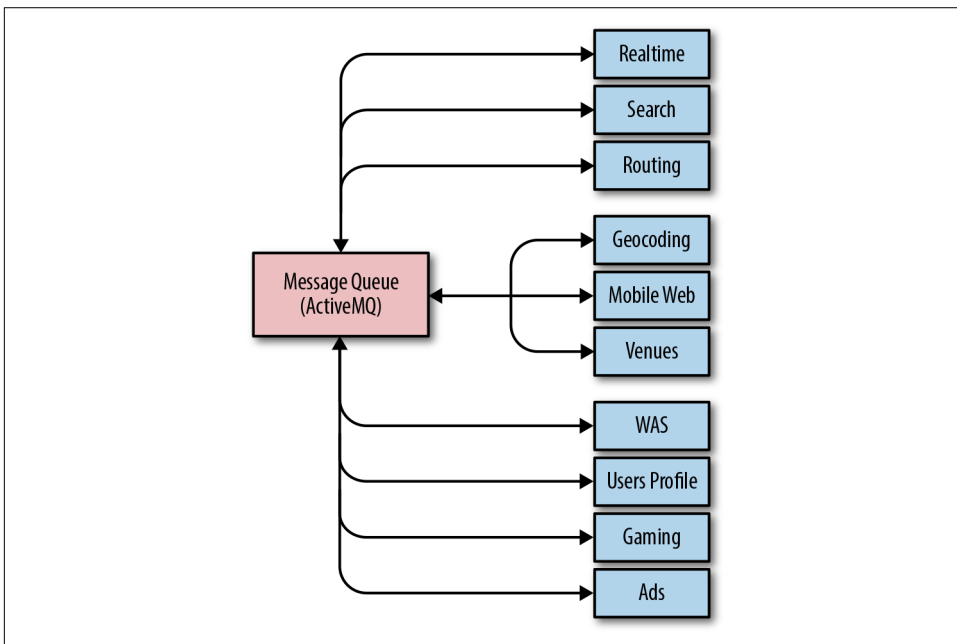 Realtime
Search
Routing
Geocoding
Message Queue
(ActiveMQ)
Mobile Web
Venues
WAS
Users Profile
Gaming
Ads